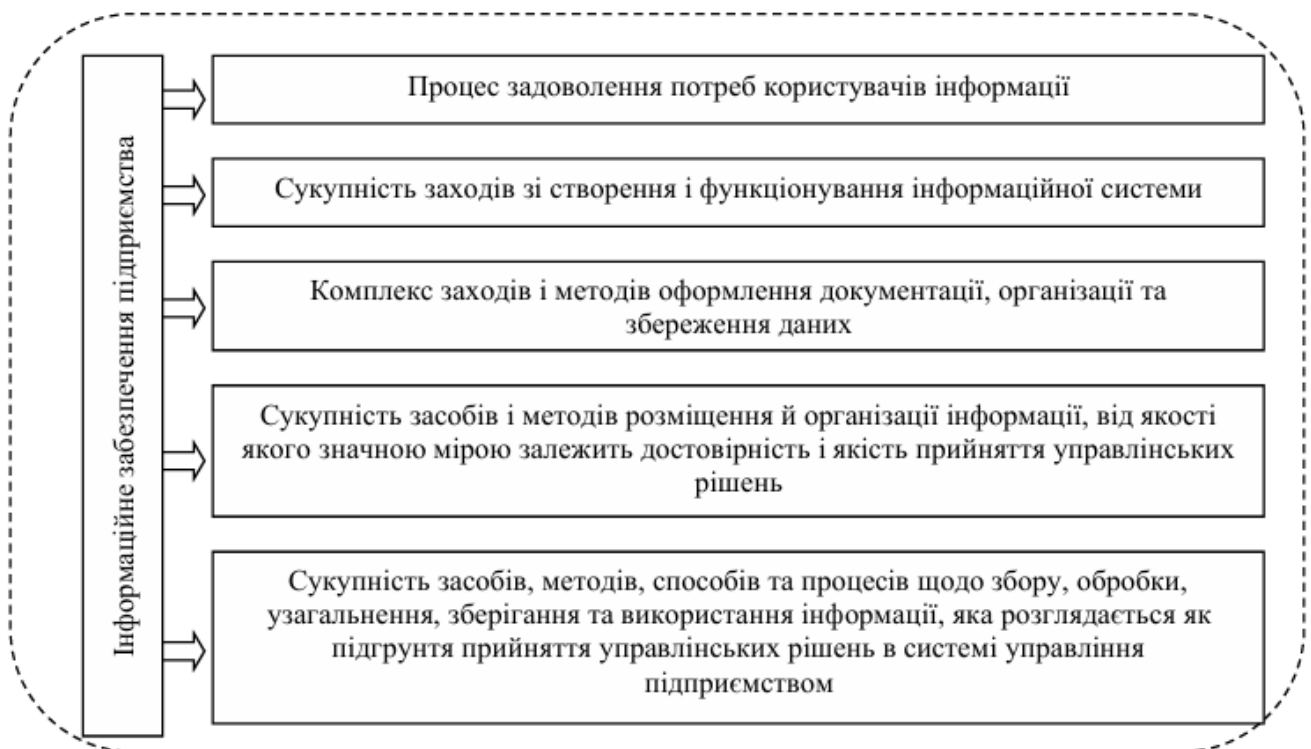 Інформаційне забезпечення підприємства
Процес задоволення потреб користувачів інформації
Сукупність заходів зі створення і функціонування інформаційної системи
Комплекс заходів і методів оформлення документації, організації та
збереження даних
Сукупність засобів і методів розміщення й організації інформації, від якості
якого значною мірою залежить достовірність і якість прийняття управлінських
рішень
Сукупність засобів, методів, способів та процесів щодо збору, обробки,
узагальнення, зберігання та використання інформації, яка розглядається як
підгрунтя прийняття управлінських рішень в системі управління
підприємством